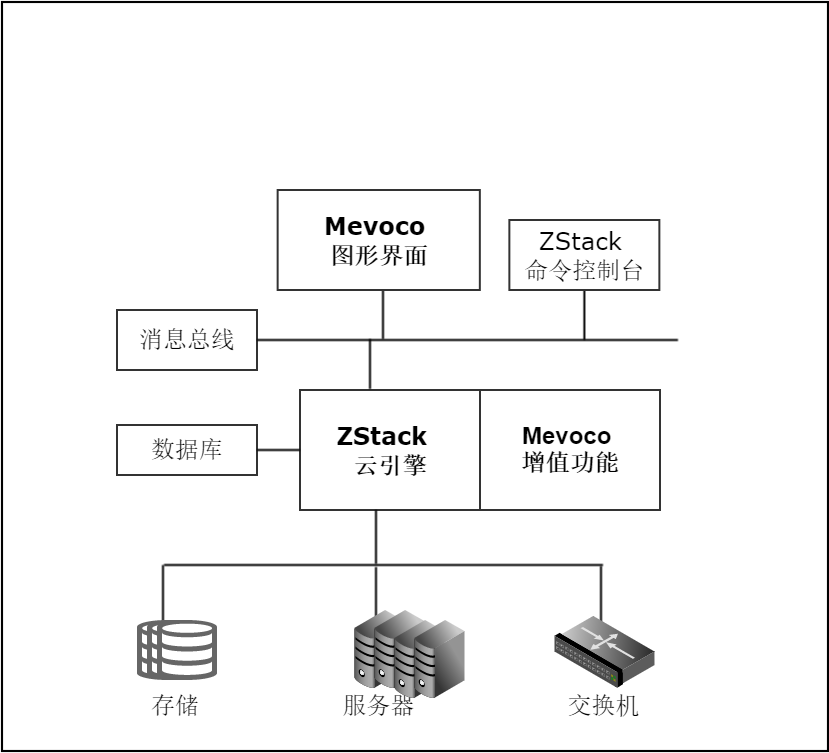 Mevoco
图形界面
ZStack
命令控制台
消息总线
数据库
ZStack
云引擎
Mevoco
增值功能
存储
服务器
交换机